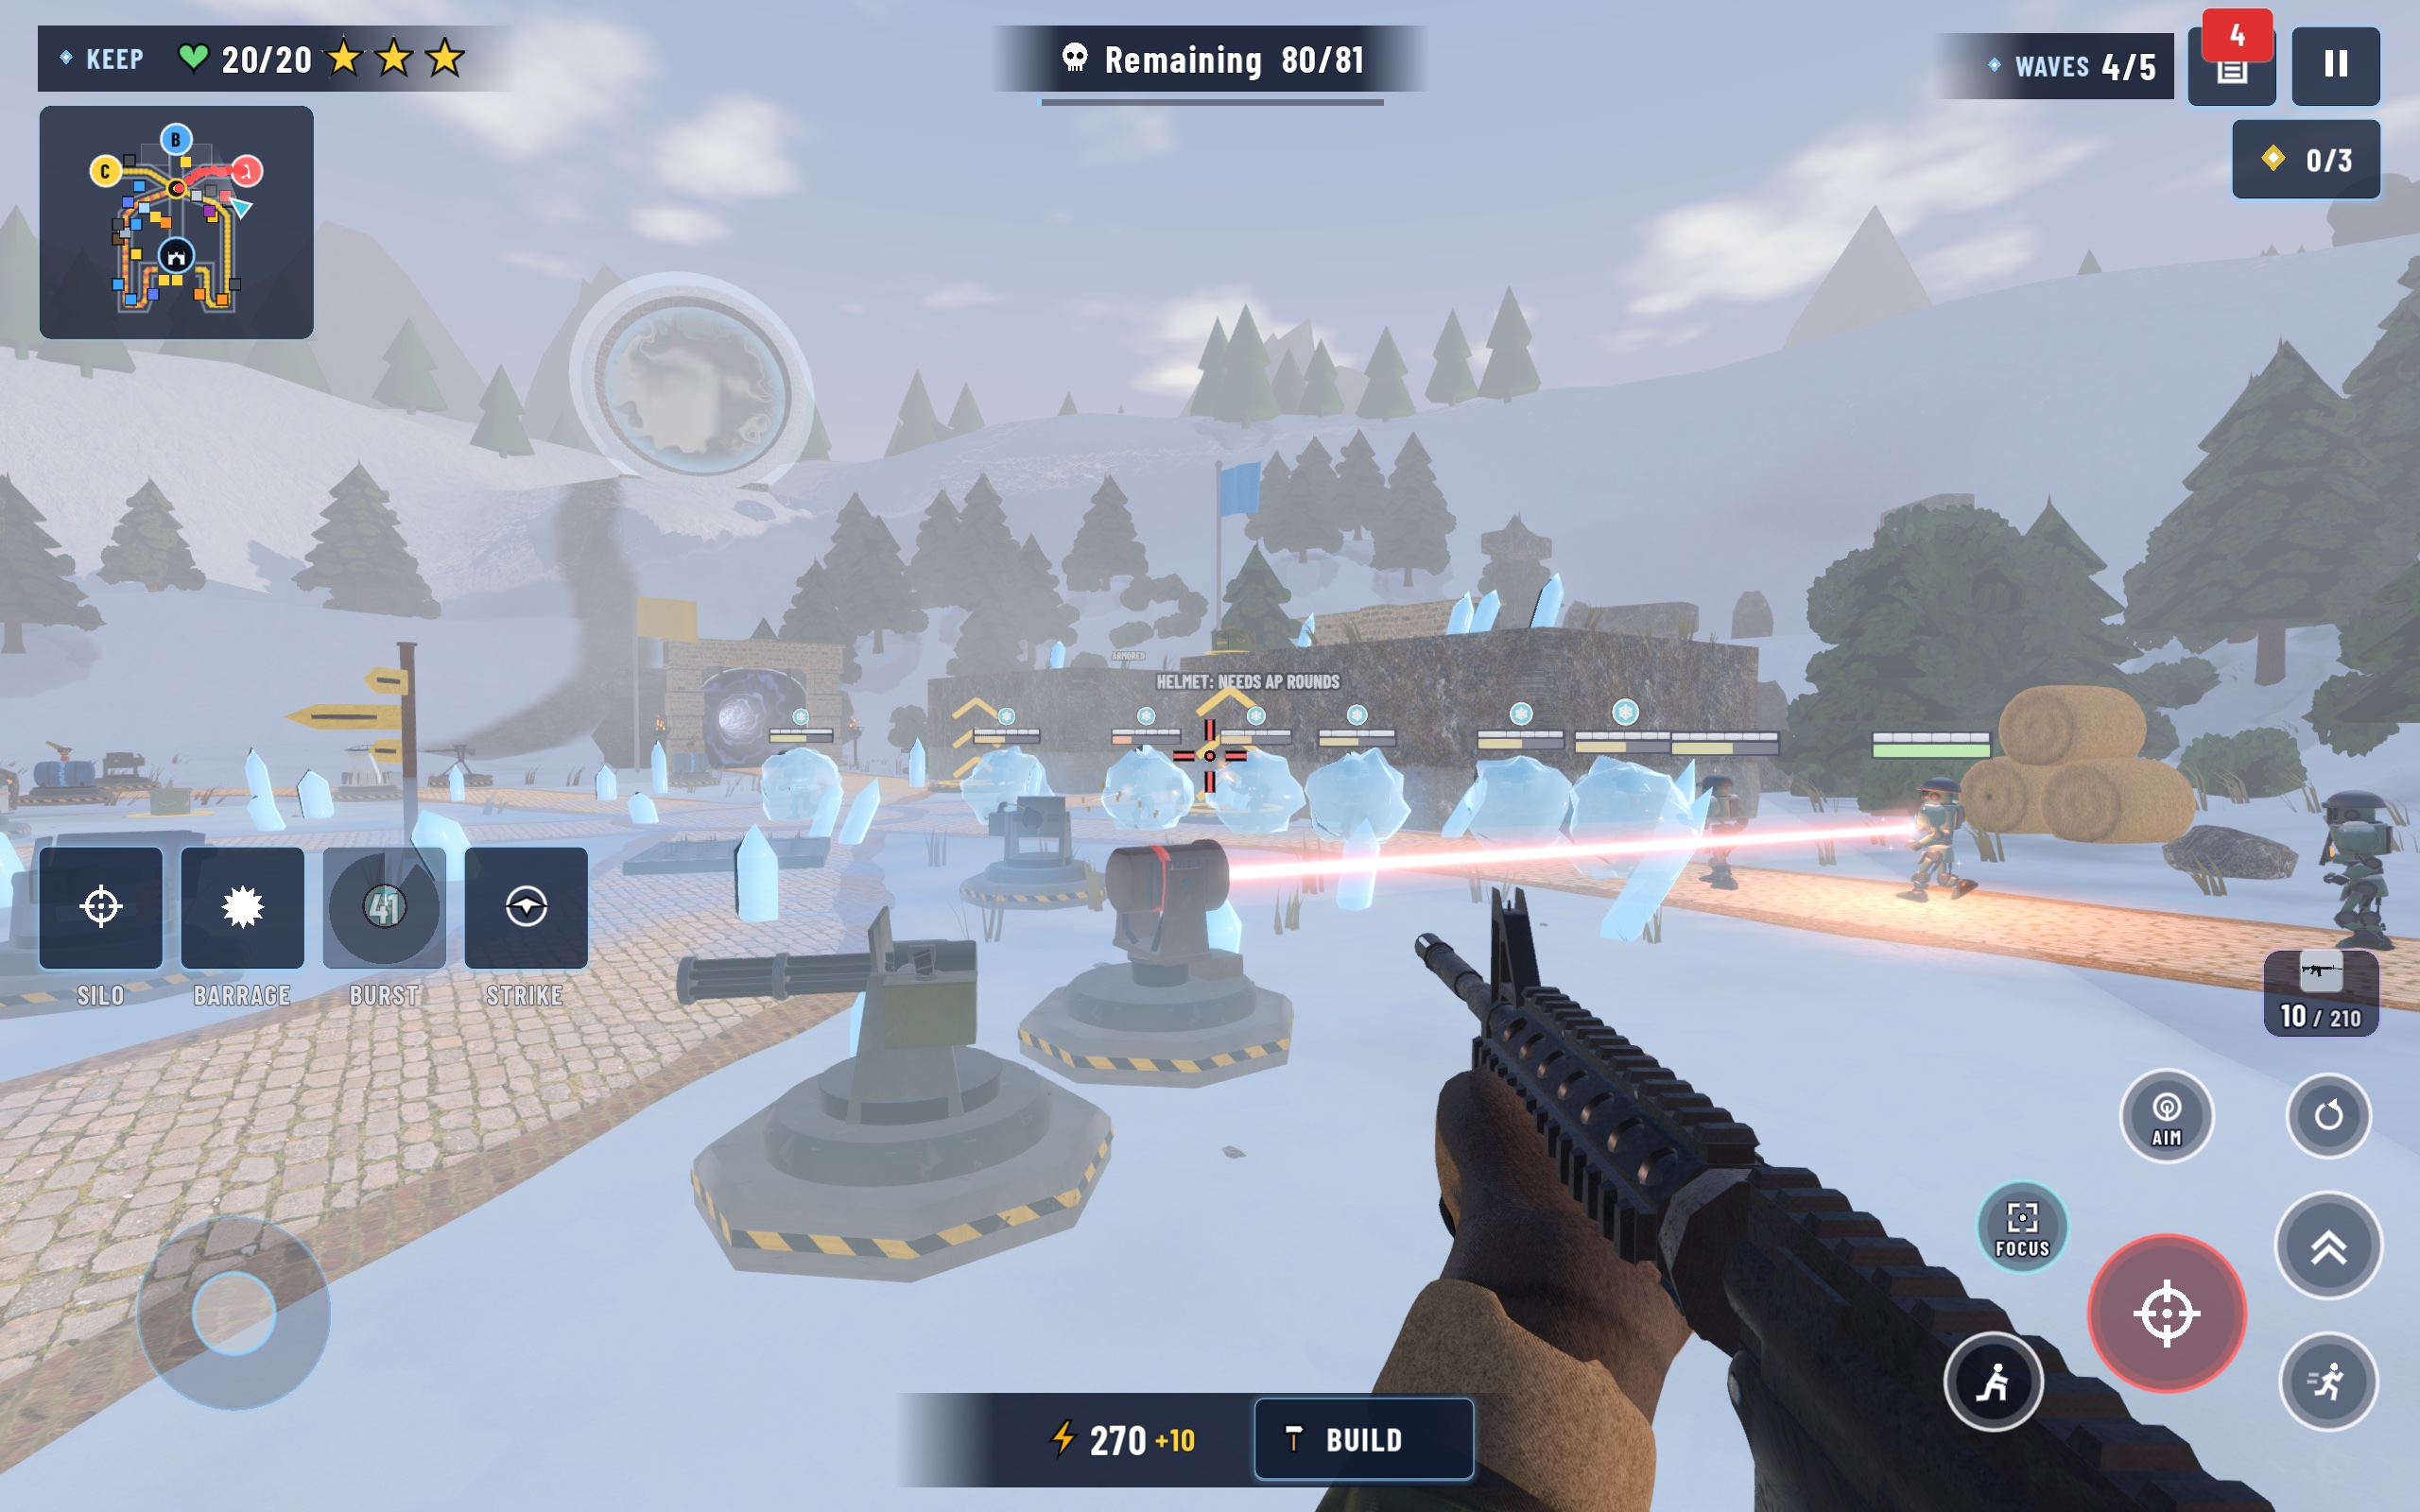 KEEP 20/20
Remaining 80/81
WAVES 4/5
4
0/3
B
C
A
ARMORED
HELMET: NEEDS AP ROUNDS
41
SILO
BARRAGE
BURST
STRIKE
10 / 210
AIM
FOCUS
270 +10
BUILD